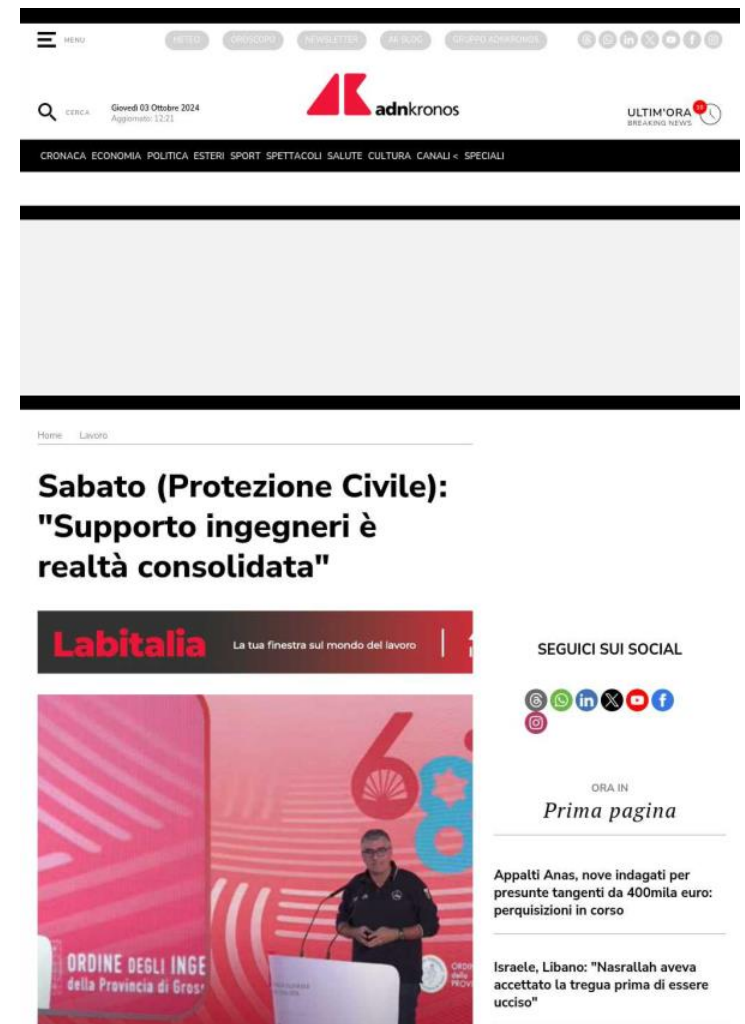 MENU
METEO
OROSCOPO
NEWSLETTER
AK BLOG
GRUPPO ADNKRONOS
CERCA
Giovedì 03 Ottobre 2024
Aggiornato: 12:21
adnkronos
ULTIM'ORA
BREAKING NEWS
CRONACA ECONOMIA POLITICA ESTERI SPORT SPETTACOLI SALUTE CULTURA CANALI < SPECIALI
Home Lavoro
Sabato (Protezione Civile):
"Supporto ingegneri è
realtà consolidata"
Labitalia
La tua finestra sul mondo del lavoro
68
ORDINE DEGLI INGE
della Provincia di Gros
SEGUICI SUI SOCIAL
ORA IN
Prima pagina
Appalti Anas, nove indagati per
presunte tangenti da 400mila euro:
perquisizioni in corso
Israele, Libano: "Nasrallah aveva
accettato la tregua prima di essere
ucciso"